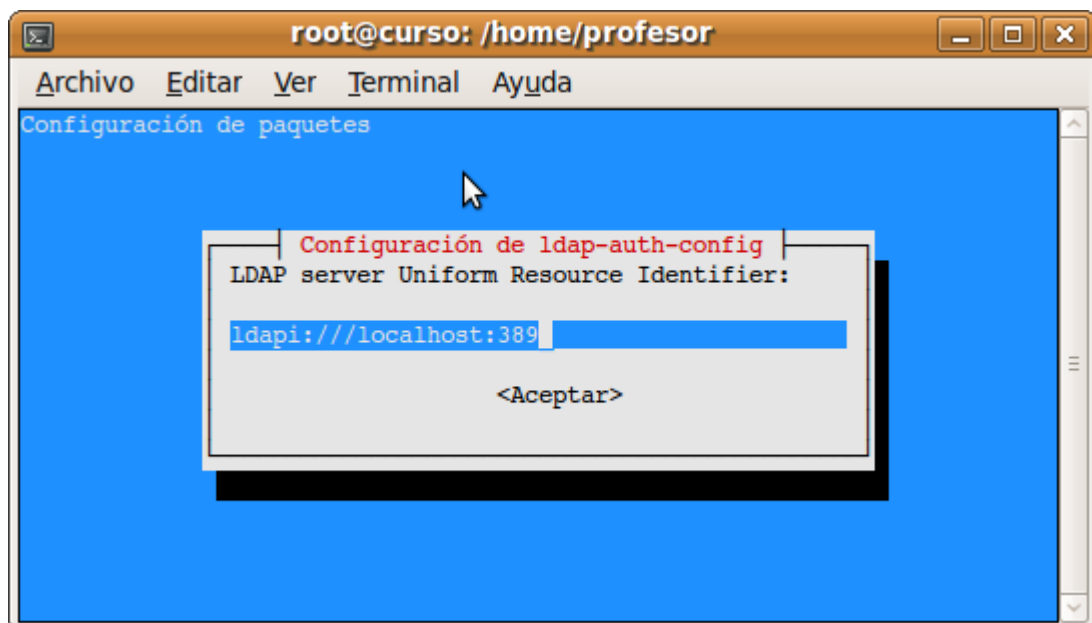 root@curso: /home/profesor
Archivo Editar Ver Terminal Ayuda
Configuración de paquetes
Configuración de ldap-auth-config
LDAP server Uniform Resource Identifier:
ldapi:///localhost:389_
<Aceptar>